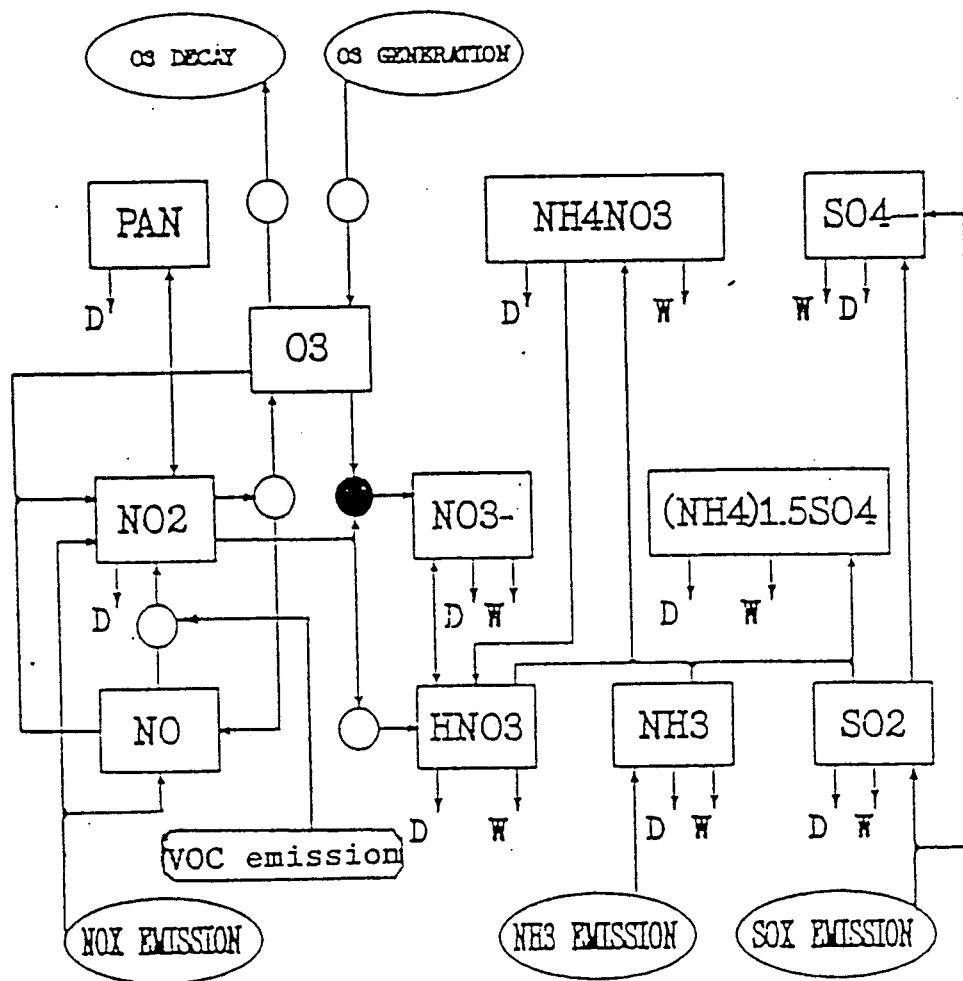 O3 DECAY
O3 GENERATION
PAN
NH4NO3
SO4
D
D
W
W
D
O3
NO2
NO3-
(NH4)1.5SO4
D
D
W
D
W
NO
HNO3
NH3
SO2
D
W
D
W
D
W
VOC emission
NOX EMISSION
NH3 EMISSION
SOX EMISSION